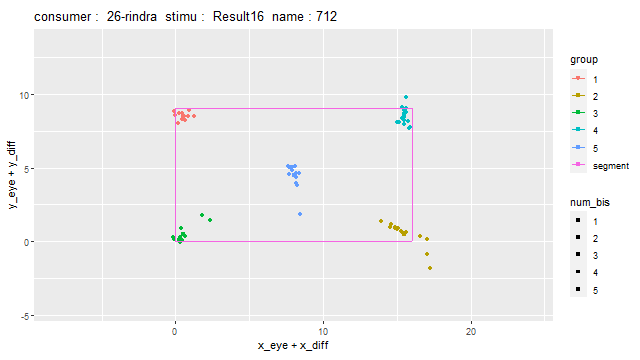 consumer : 26-rindra stimu : Result16 name : 712
group
1
2
3
4
5
segment
num_bis
1
2
3
4
5
y_eye + y_diff
10
5
0
-5
0
10
20
x_eye + x_diff